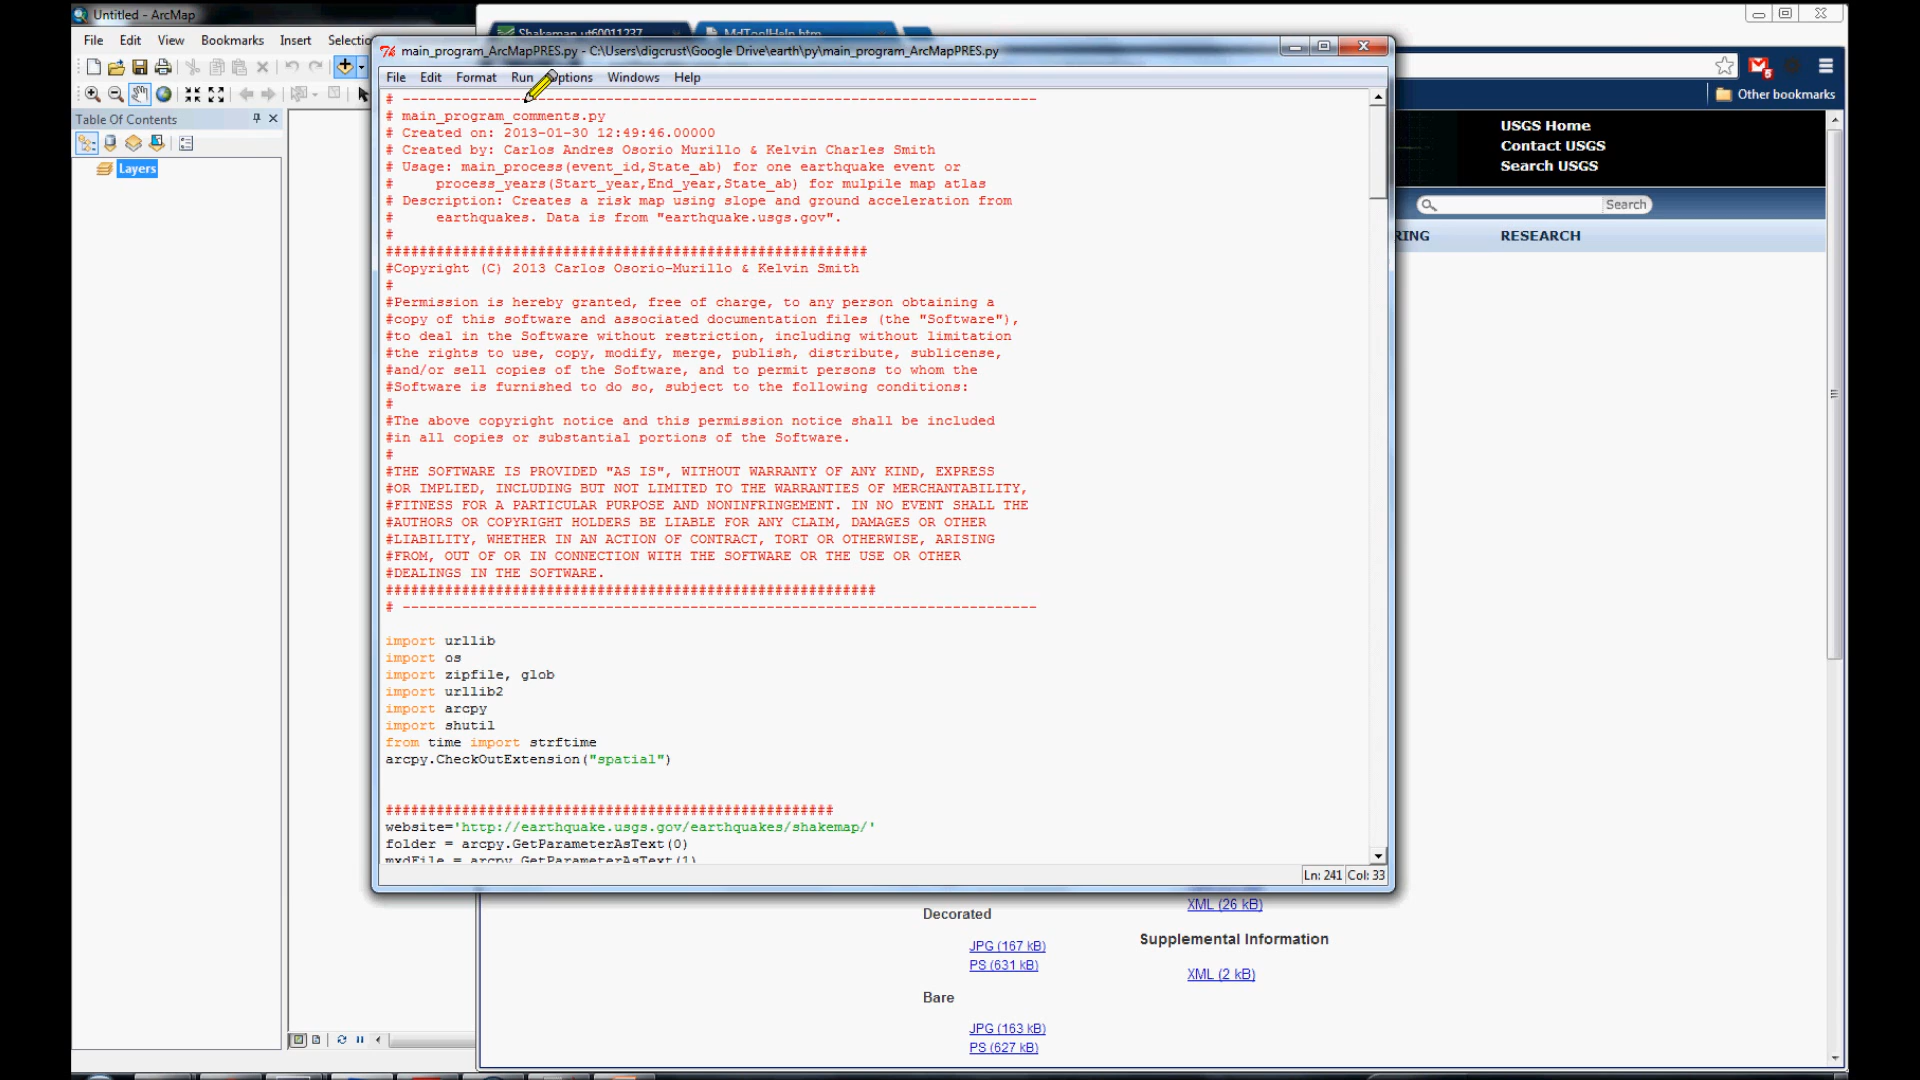 Untitled - ArcMap
File Edit View Bookmarks Insert Selectio
Table Of Contents
Layers
Shakemap ut60011237
MdToolHelp.htm
main_program_ArcMapPRES.py - C:\Users\digcrust\Google Drive\earth\py\main_program_ArcMapPRES.py
File Edit Format Run Options Windows Help
# ---------------------------------------------------------------------------
# main_program_comments.py
# Created on: 2013-01-30 12:49:46.00000
# Created by: Carlos Andres Osorio Murillo & Kelvin Charles Smith
# Usage: main_process(event_id,State_ab) for one earthquake event or
#     process_years(Start_year,End_year,State_ab) for mulpile map atlas
# Description: Creates a risk map using slope and ground acceleration from
#     earthquakes. Data is from "earthquake.usgs.gov".
#
#########################################################
#Copyright (C) 2013 Carlos Osorio-Murillo & Kelvin Smith
#
#Permission is hereby granted, free of charge, to any person obtaining a
#copy of this software and associated documentation files (the "Software"),
#to deal in the Software without restriction, including without limitation
#the rights to use, copy, modify, merge, publish, distribute, sublicense,
#and/or sell copies of the Software, and to permit persons to whom the
#Software is furnished to do so, subject to the following conditions:
#
#The above copyright notice and this permission notice shall be included
#in all copies or substantial portions of the Software.
#
#THE SOFTWARE IS PROVIDED "AS IS", WITHOUT WARRANTY OF ANY KIND, EXPRESS
#OR IMPLIED, INCLUDING BUT NOT LIMITED TO THE WARRANTIES OF MERCHANTABILITY,
#FITNESS FOR A PARTICULAR PURPOSE AND NONINFRINGEMENT. IN NO EVENT SHALL THE
#AUTHORS OR COPYRIGHT HOLDERS BE LIABLE FOR ANY CLAIM, DAMAGES OR OTHER
#LIABILITY, WHETHER IN AN ACTION OF CONTRACT, TORT OR OTHERWISE, ARISING
#FROM, OUT OF OR IN CONNECTION WITH THE SOFTWARE OR THE USE OR OTHER
#DEALINGS IN THE SOFTWARE.
##########################################################
# ---------------------------------------------------------------------------
import urllib
import os
import zipfile, glob
import urllib2
import arcpy
import shutil
from time import strftime
arcpy.CheckOutExtension("spatial")
#####################################################
website='http://earthquake.usgs.gov/earthquakes/shakemap/'
folder = arcpy.GetParameterAsText(0)
mxdFile = arcpy.GetParameterAsText(1)
Ln: 241 Col: 33
Other bookmarks
USGS Home
Contact USGS
Search USGS
Search
RING RESEARCH
Decorated
JPG (167 kB)
PS (631 kB)
Bare
JPG (163 kB)
PS (627 kB)
XML (26 kB)
Supplemental Information
XML (2 kB)